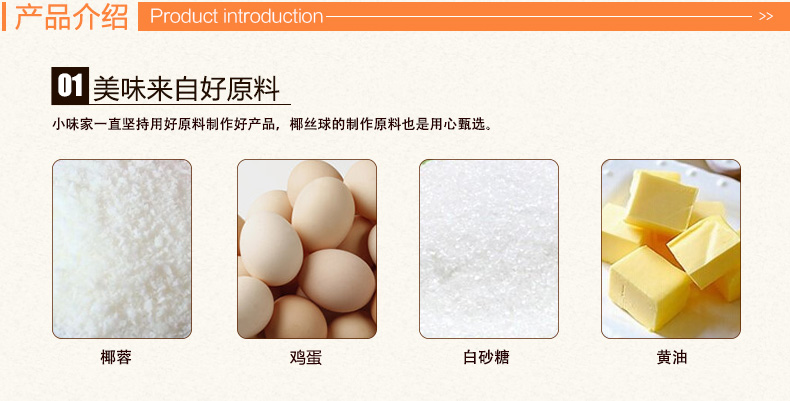 产品介绍 Product introduction >>
01 美味来自好原料
小味家一直坚持用好原料制作好产品，椰丝球的制作原料也是用心甄选。
椰蓉 鸡蛋 白砂糖 黄油